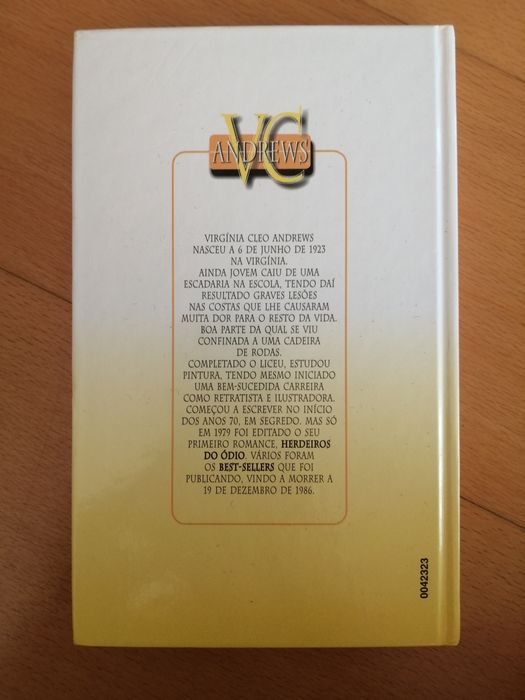 VC
ANDREWS
VIRGÍNIA CLEO ANDREWS
NASCEU A 6 DE JUNHO DE 1923
NA VIRGÍNIA.
AINDA JOVEM CAIU DE UMA
ESCADARIA NA ESCOLA, TENDO DAÍ
RESULTADO GRAVES LESÕES
NAS COSTAS QUE LHE CAUSARAM
MUITA DOR PARA O RESTO DA VIDA.
BOA PARTE DA QUAL SE VIU
CONFINADA A UMA CADEIRA
DE RODAS.
COMPLETADO O LICEU, ESTUDOU
PINTURA, TENDO MESMO INICIADO
UMA BEM-SUCEDIDA CARREIRA
COMO RETRATISTA E ILUSTRADORA.
COMEÇOU A ESCREVER NO INÍCIO
DOS ANOS 70, EM SEGREDO. MAS SÓ
EM 1979 FOI EDITADO O SEU
PRIMEIRO ROMANCE, HERDEIROS
DO ÓDIO. VÁRIOS FORAM
OS BEST-SELLERS QUE FOI
PUBLICANDO, VINDO A MORRER A
19 DE DEZEMBRO DE 1986.
0042323